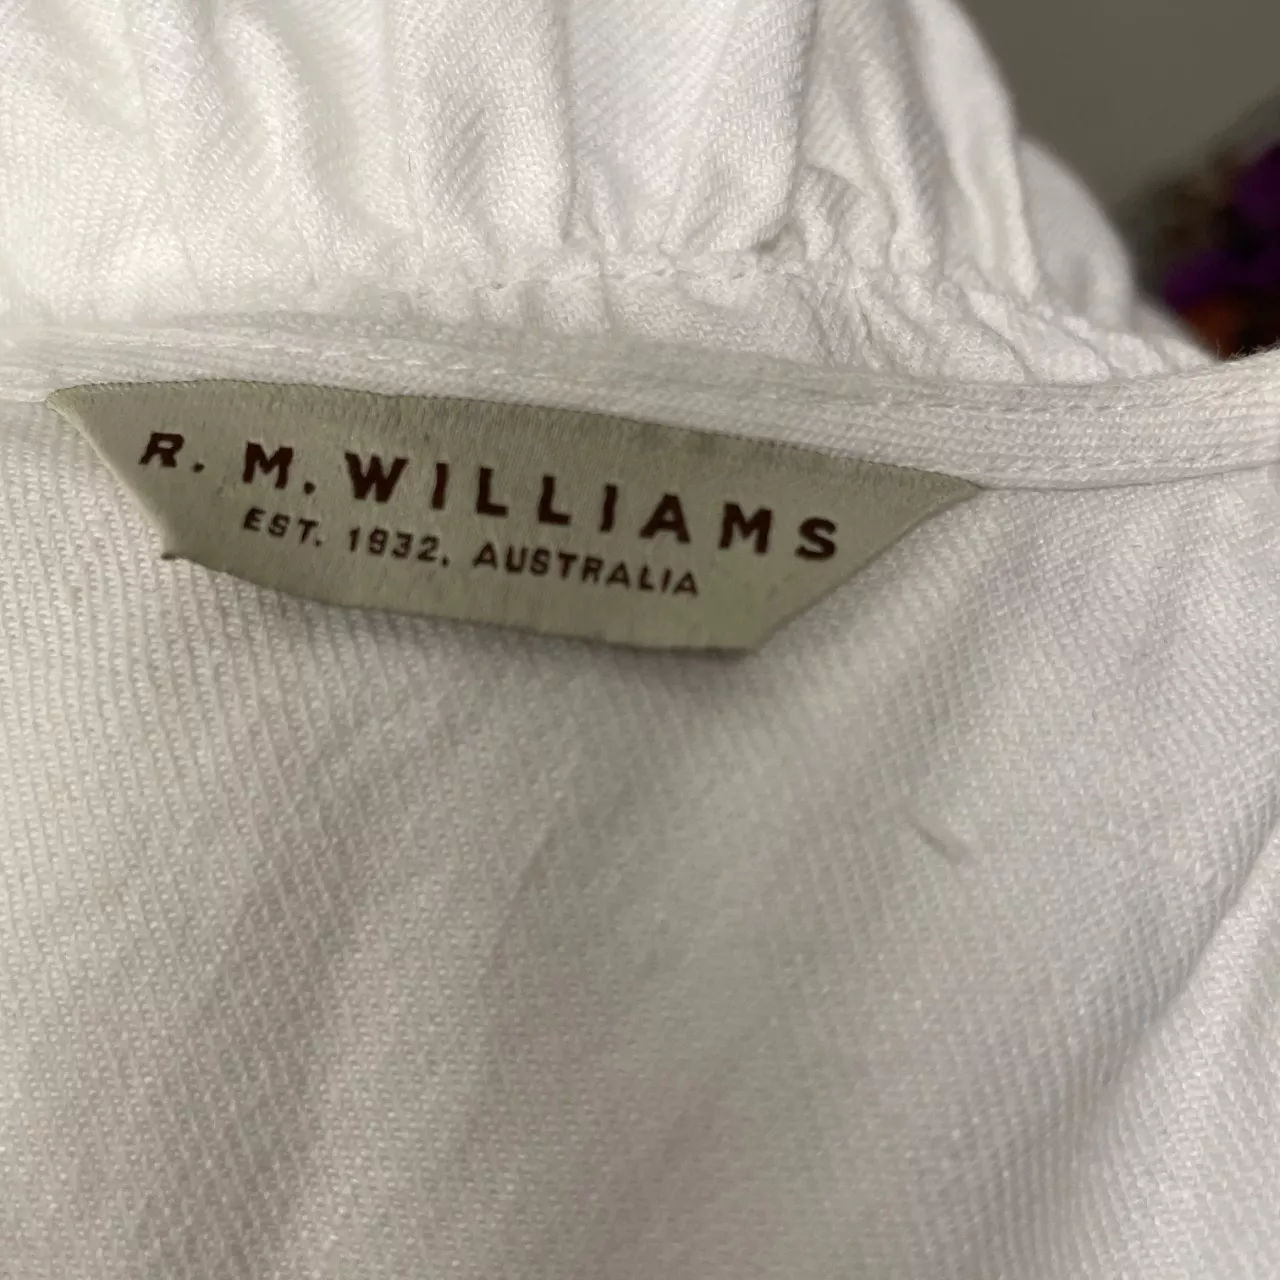 R. M. WILLIAMS
EST. 1932, AUSTRALIA